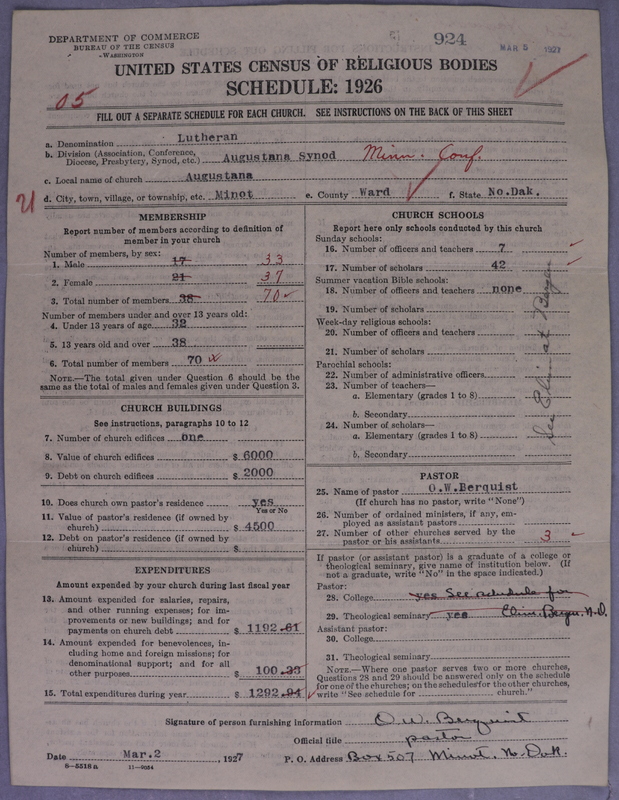 DEPARTMENT OF COMMERCE
BUREAU OF THE CENSUS
WASHINGTON
924
MAR 5 1927
UNITED STATES CENSUS OF RELIGIOUS BODIES
SCHEDULE: 1926
05
FILL OUT A SEPARATE SCHEDULE FOR EACH CHURCH. SEE INSTRUCTIONS ON THE BACK OF THIS SHEET
a. Denomination Lutheran
b. Division (Association, Conference, Diocese, Presbytery, Synod, etc.) Augustana Synod Minn. Conf.
c. Local name of church Augustana
d. City, town, village, or township, etc. Minot e. County Ward f. State No.Dak.
MEMBERSHIP
Report number of members according to definition of
member in your church
Number of members, by sex:
1. Male 17 33
2. Female 21 37
3. Total number of members 38 70
Number of members under and over 13 years old:
4. Under 13 years of age 32
5. 13 years old and over 38
6. Total number of members 70
NOTE.—The total given under Question 6 should be the
same as the total of males and females given under Question 3.
CHURCH BUILDINGS
See instructions, paragraphs 10 to 12
7. Number of church edifices one
8. Value of church edifices $ 6000
9. Debt on church edifices $ 2000
10. Does church own pastor's residence yes
Yes or No
11. Value of pastor's residence (if owned by
church) $ 4500
12. Debt on pastor's residence (if owned by
church) $
EXPENDITURES
Amount expended by your church during last fiscal year
13. Amount expended for salaries, repairs,
and other running expenses; for im-
provements or new buildings; and for
payments on church debt $ 1192.61
14. Amount expended for benevolences, in-
cluding home and foreign missions; for
denominational support; and for all
other purposes $ 100.33
15. Total expenditures during year $ 1292.94
CHURCH SCHOOLS
Report here only schools conducted by this church
Sunday schools:
16. Number of officers and teachers 7
17. Number of scholars 42
Summer vacation Bible schools:
18. Number of officers and teachers none
19. Number of scholars
Week-day religious schools:
20. Number of officers and teachers
21. Number of scholars
Parochial schools:
22. Number of administrative officers
23. Number of teachers—
a. Elementary (grades 1 to 8)
b. Secondary
24. Number of scholars—
a. Elementary (grades 1 to 8)
b. Secondary
See Elim at Bergen
PASTOR
25. Name of pastor O.W.Berquist
(If church has no pastor, write "None")
26. Number of ordained ministers, if any, em-
ployed as assistant pastors
27. Number of other churches served by the
pastor or his assistants 3
If pastor (or assistant pastor) is a graduate of a college or
theological seminary, give name of institution below. (If
not a graduate, write "No" in the space indicated.)
Pastor:
28. College yes See schedule for
29. Theological seminary yes Elim, Bergen, N.D.
Assistant pastor:
30. College
31. Theological seminary
NOTE.—Where one pastor serves two or more churches,
Questions 28 and 29 should be answered only on the schedule
for one of the churches; on the schedules for the other churches,
write "See schedule for church."
Signature of person furnishing information O. W. Berquist
Official title pastor
Date Mar.2, 1927 P. O. Address Box 507 Minot, N. Dak.
8-5518 a 11-9084